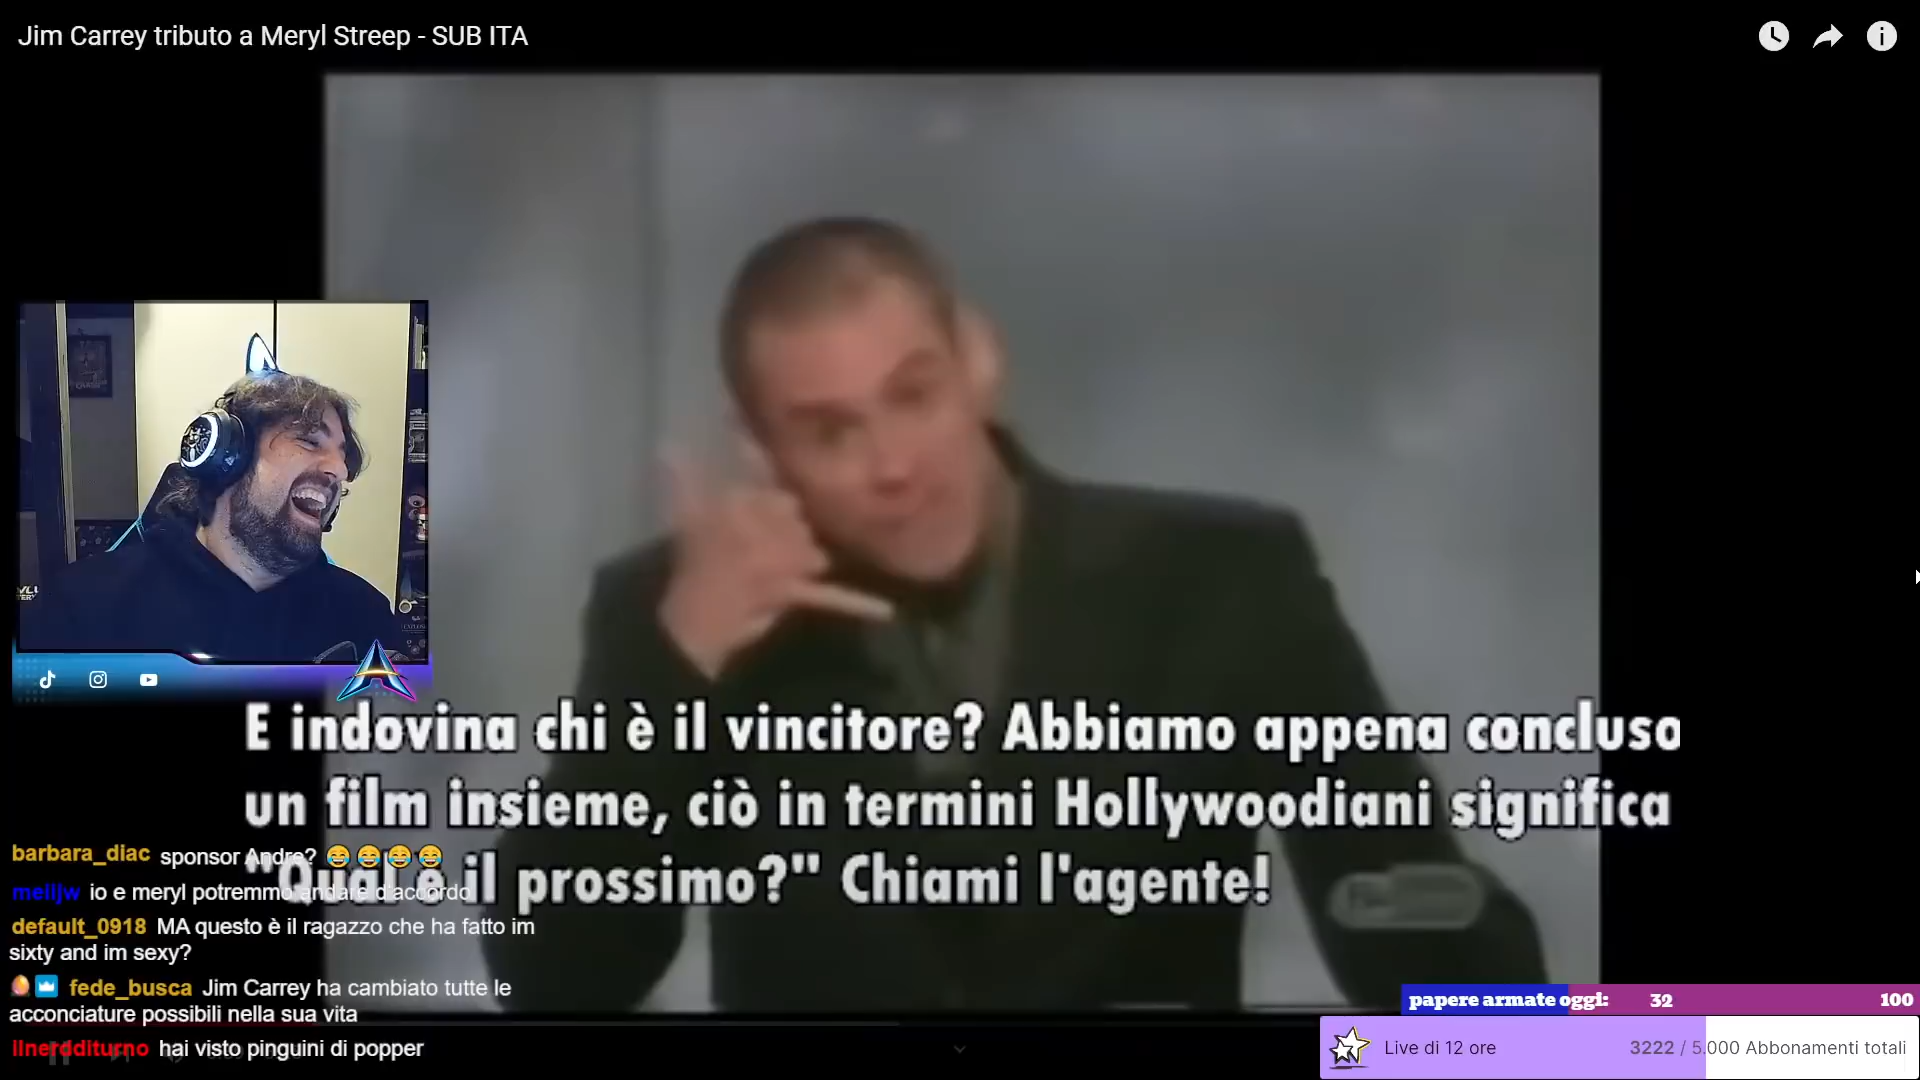 Jim Carrey tributo a Meryl Streep - SUB ITA
E indovina chi è il vincitore? Abbiamo appena concluso
un film insieme, ciò in termini Hollywoodiani significa
"Qual è il prossimo?" Chiami l'agente!
barbara_diac sponsor Andre? 😂😂😂😂
melijw io e meryl potremmo andare d'accordo
default_0918 MA questo è il ragazzo che ha fatto im
sixty and im sexy?
fede_busca Jim Carrey ha cambiato tutte le
acconciature possibili nella sua vita
ilnerdditurno hai visto pinguini di popper
papere armate oggi: 32 100
Live di 12 ore 3222 / 5.000 Abbonamenti totali